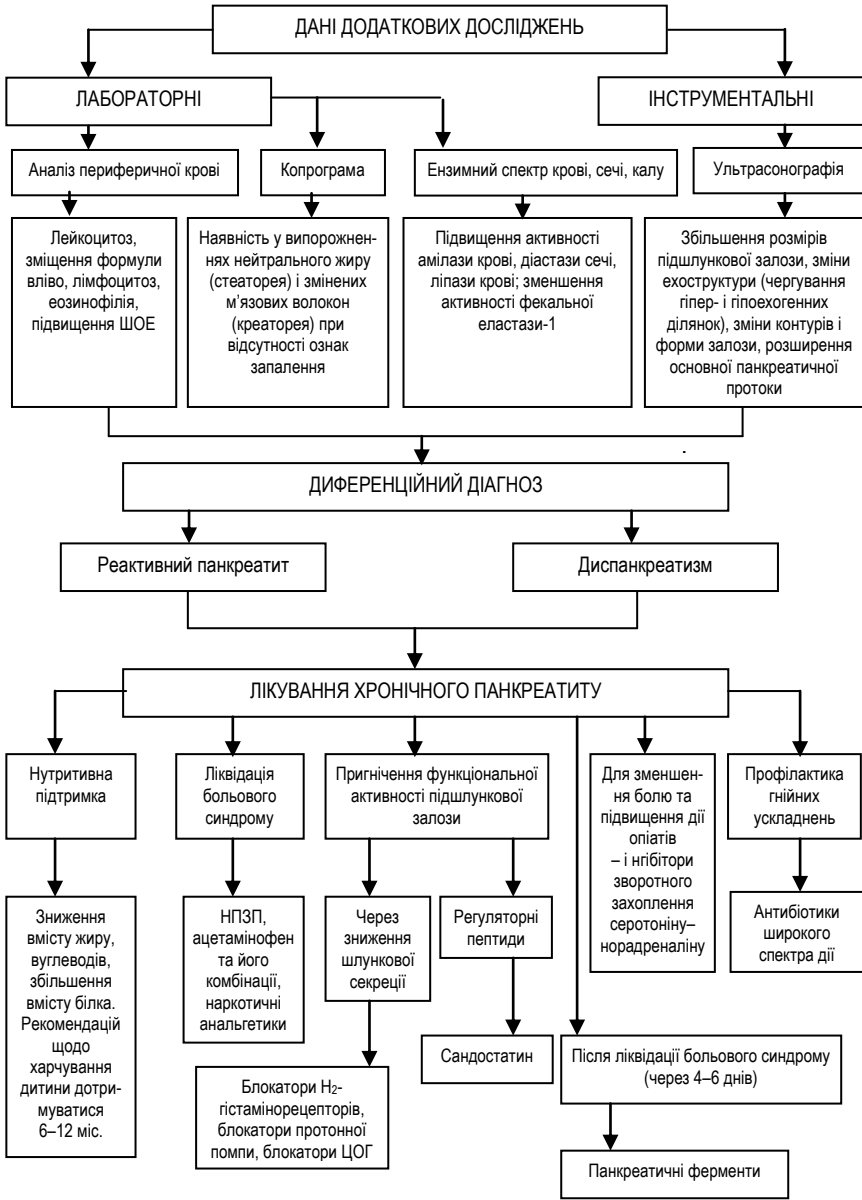 ДАНІ ДОДАТКОВИХ ДОСЛІДЖЕНЬ
ЛАБОРАТОРНІ
ІНСТРУМЕНТАЛЬНІ
Аналіз периферичної крові
Копрограма
Ензимний спектр крові, сечі, калу
Ультрасонографія
Лейкоцитоз,
зміщення формули
вліво, лімфоцитоз,
еозинофілія,
підвищення ШОЕ
Наявність у випорожнен-
нях нейтрального жиру
(стеаторея) і змінених
м’язових волокон
(креаторея) при
відсутності ознак
запалення
Підвищення активності
амілази крові, діастази сечі,
ліпази крові; зменшення
активності фекальної
еластази-1
Збільшення розмірів
підшлункової залози, зміни
ехоструктури (чергування
гіпер- і гіпоехогенних
ділянок), зміни контурів і
форми залози, розширення
основної панкреатичної
протоки
ДИФЕРЕНЦІЙНИЙ ДІАГНОЗ
Реактивний панкреатит
Диспанкреатизм
ЛІКУВАННЯ ХРОНІЧНОГО ПАНКРЕАТИТУ
Нутритивна
підтримка
Ліквідація
больового
синдрому
Пригнічення функціональної
активності підшлункової
залози
Для зменшен-
ня болю та
підвищення дії
опіатів
– і нгібітори
зворотного
захоплення
серотоніну–
норадреналіну
Профілактика
гнійних
ускладнень
Зниження
вмісту жиру,
вуглеводів,
збільшення
вмісту білка.
Рекомендацій
щодо
харчування
дитини дотри-
муватися
6–12 міс.
НПЗП,
ацетамінофен
та його
комбінації,
наркотичні
анальгетики
Через
зниження
шлункової
секреції
Регуляторні
пептиди
Антибіотики
широкого
спектра дії
Сандостатин
Після ліквідації больового синдрому
(через 4–6 днів)
Блокатори H2-
гістамінорецепторів,
блокатори протонної
помпи, блокатори ЦОГ
Панкреатичні ферменти